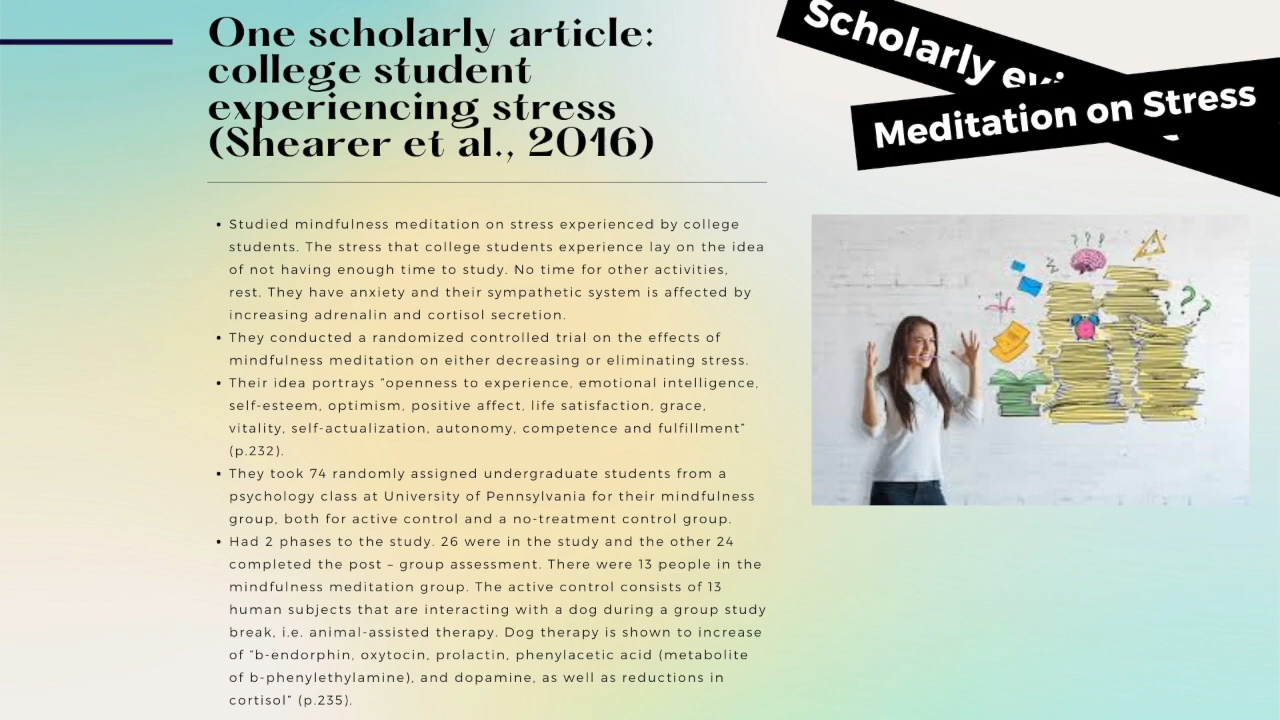 One scholarly article:
college student
experiencing stress
(Shearer et al., 2016)
Scholarly
Meditation on Stress
• Studied mindfulness meditation on stress experienced by college
students. The stress that college students experience lay on the idea
of not having enough time to study. No time for other activities,
rest. They have anxiety and their sympathetic system is affected by
increasing adrenalin and cortisol secretion.
• They conducted a randomized controlled trial on the effects of
mindfulness meditation on either decreasing or eliminating stress.
• Their idea portrays “openness to experience, emotional intelligence,
self-esteem, optimism, positive affect, life satisfaction, grace,
vitality, self-actualization, autonomy, competence and fulfillment”
(p.232).
• They took 74 randomly assigned undergraduate students from a
psychology class at University of Pennsylvania for their mindfulness
group, both for active control and a no-treatment control group.
• Had 2 phases to the study. 26 were in the study and the other 24
completed the post – group assessment. There were 13 people in the
mindfulness meditation group. The active control consists of 13
human subjects that are interacting with a dog during a group study
break, i.e. animal-assisted therapy. Dog therapy is shown to increase
of “b-endorphin, oxytocin, prolactin, phenylacetic acid (metabolite
of b-phenylethylamine), and dopamine, as well as reductions in
cortisol” (p.235).